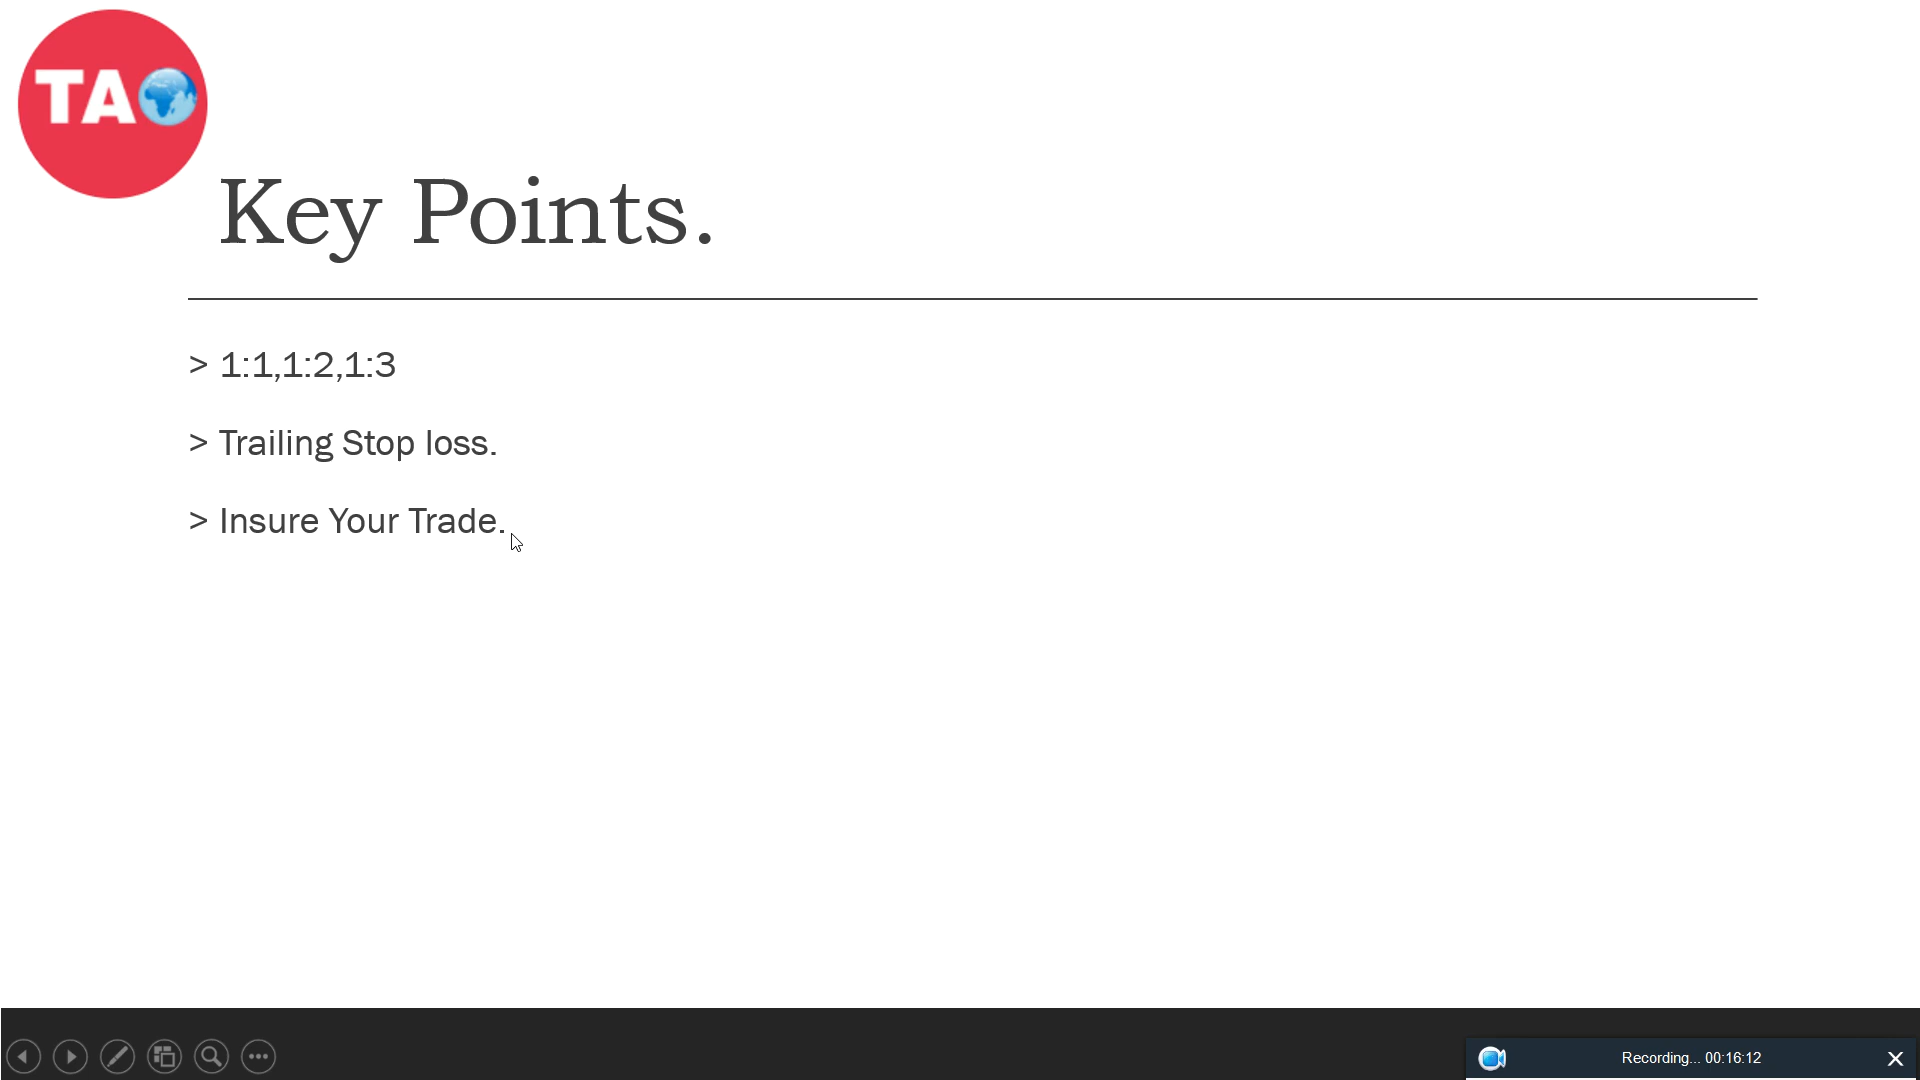 TA
Key Points.
> 1:1,1:2,1:3
> Trailing Stop loss.
> Insure Your Trade.
Recording... 00:16:12